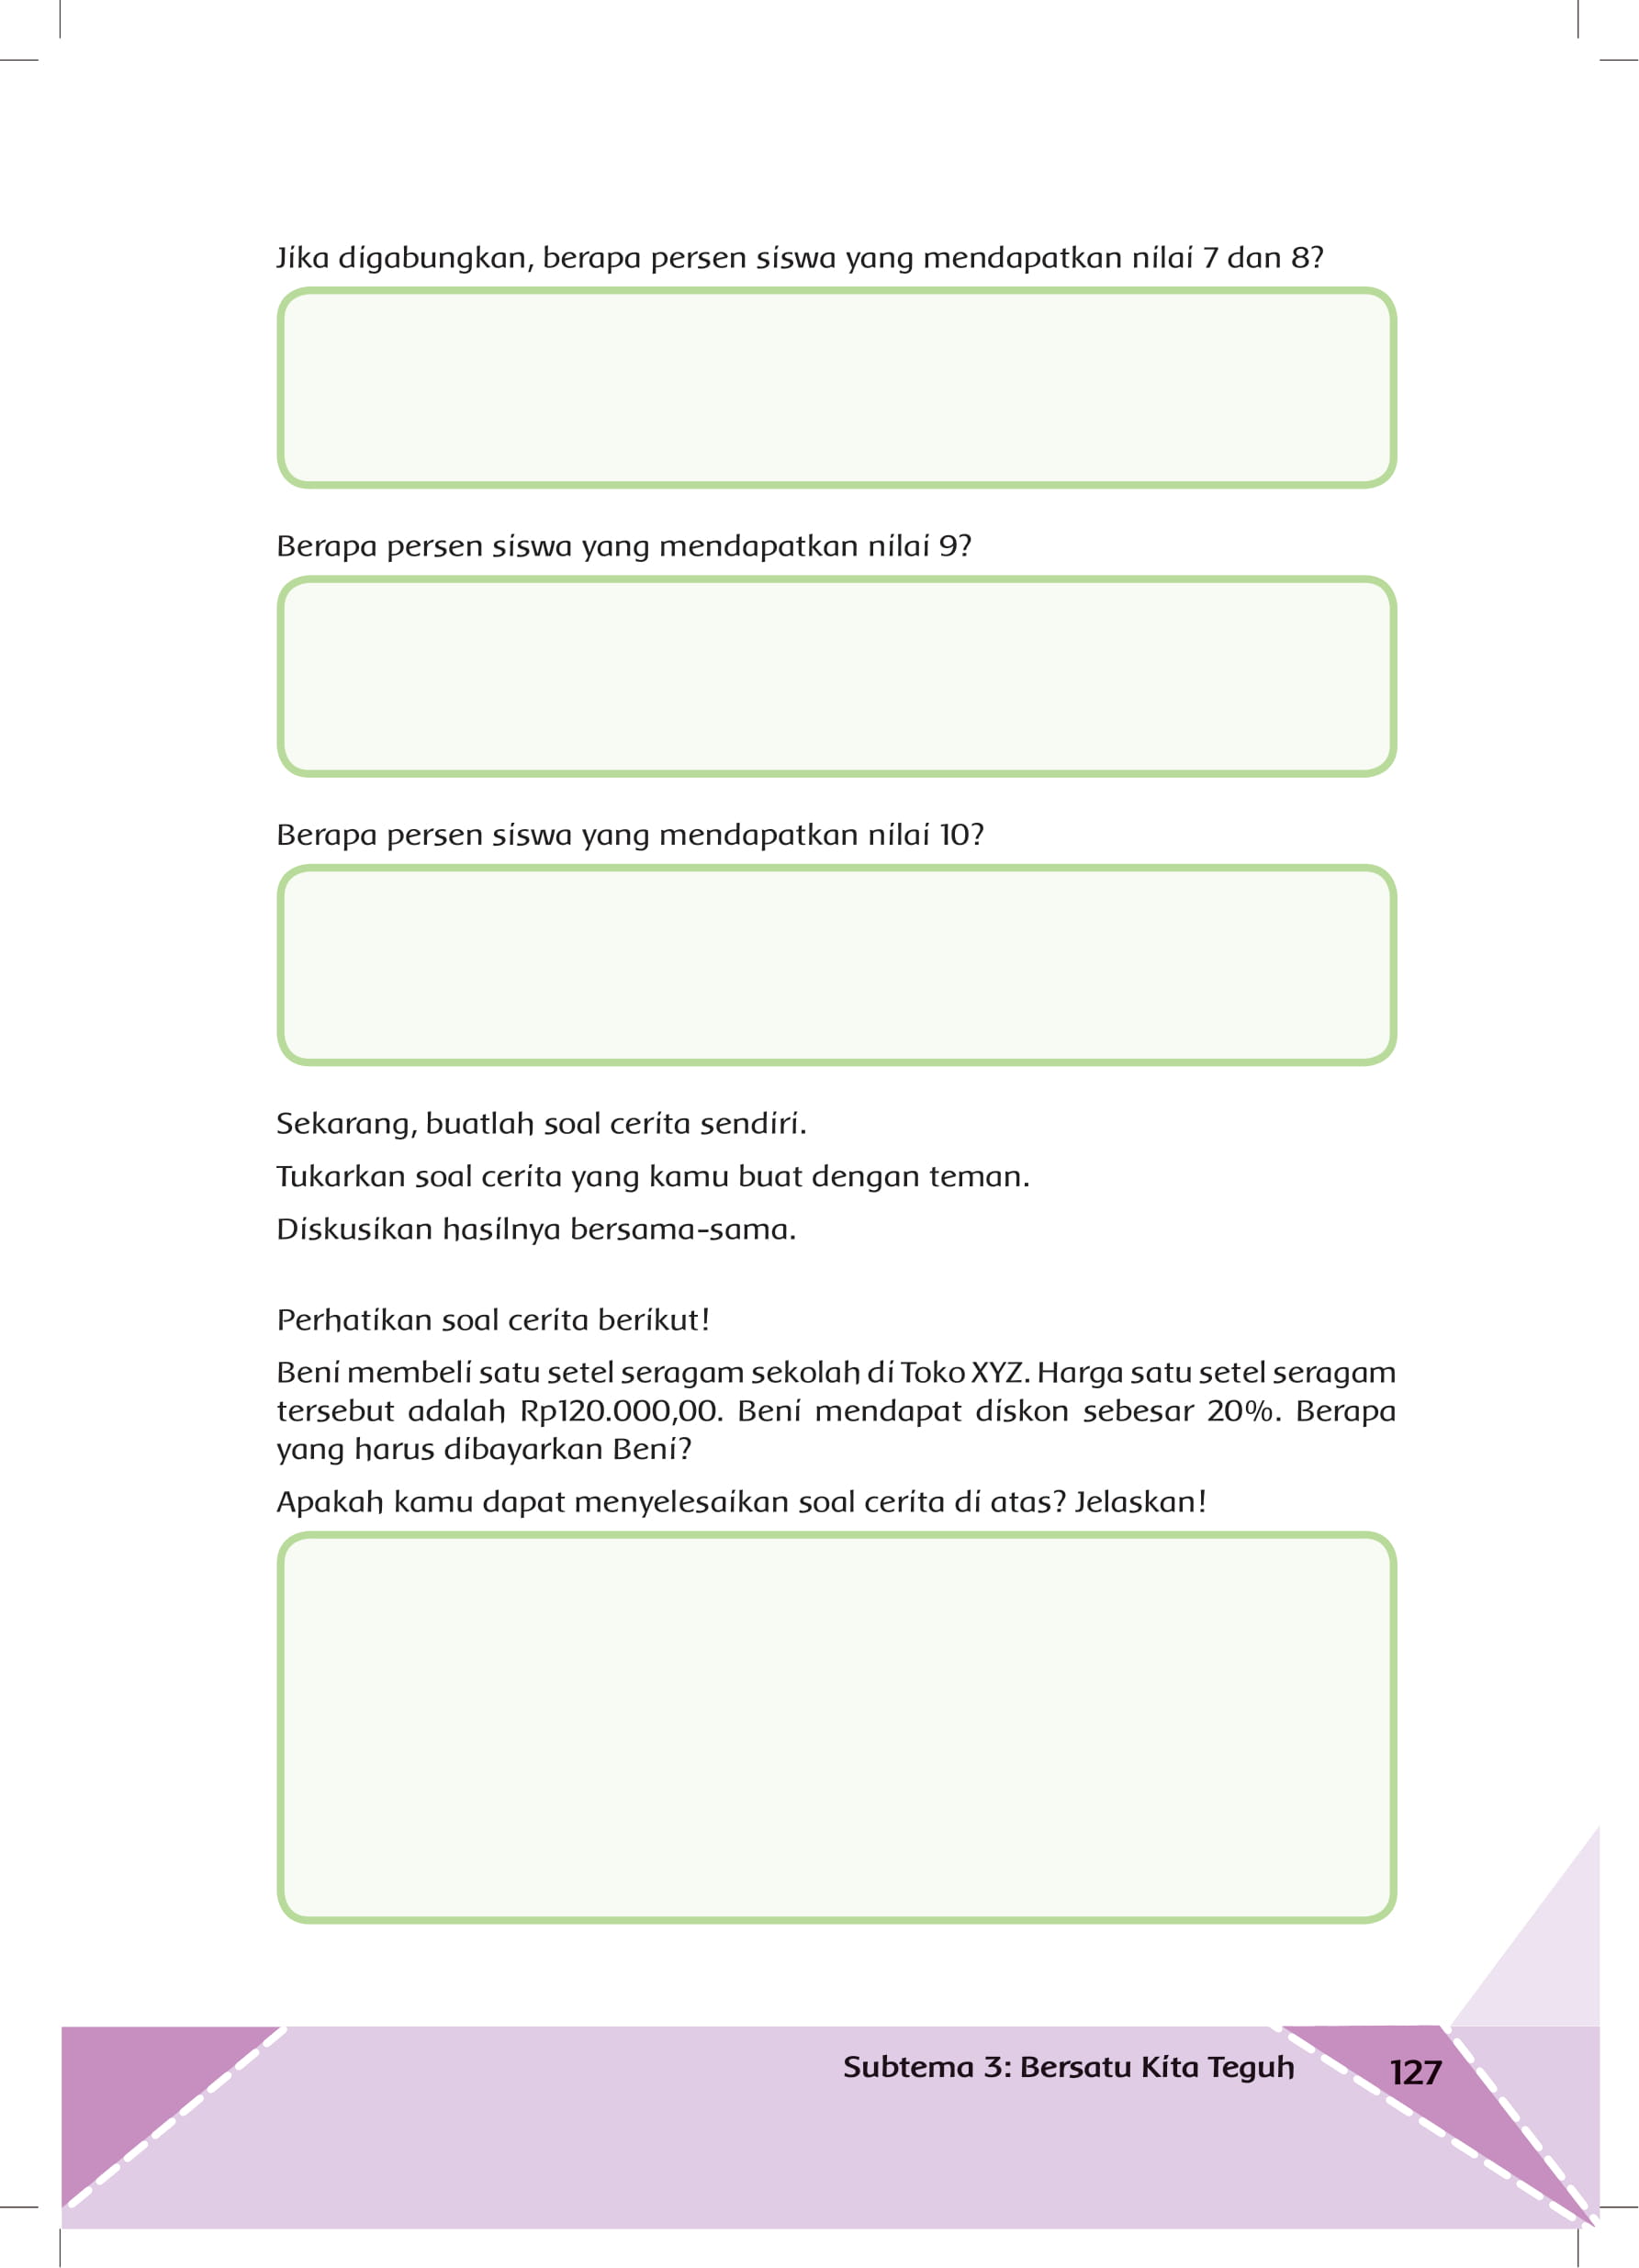 Jika digabungkan, berapa persen siswa yang mendapatkan nilai 7 dan 8?
Berapa persen siswa yang mendapatkan nilai 9?
Berapa persen siswa yang mendapatkan nilai 10?
Sekarang, buatlah soal cerita sendiri.
Tukarkan soal cerita yang kamu buat dengan teman.
Diskusikan hasilnya bersama-sama.
Perhatikan soal cerita berikut!
Beni membeli satu setel seragam sekolah di Toko XYZ. Harga satu setel seragam
tersebut adalah Rp120.000,00. Beni mendapat diskon sebesar 20%. Berapa
yang harus dibayarkan Beni?
Apakah kamu dapat menyelesaikan soal cerita di atas? Jelaskan!
Subtema 3: Bersatu Kita Teguh
127